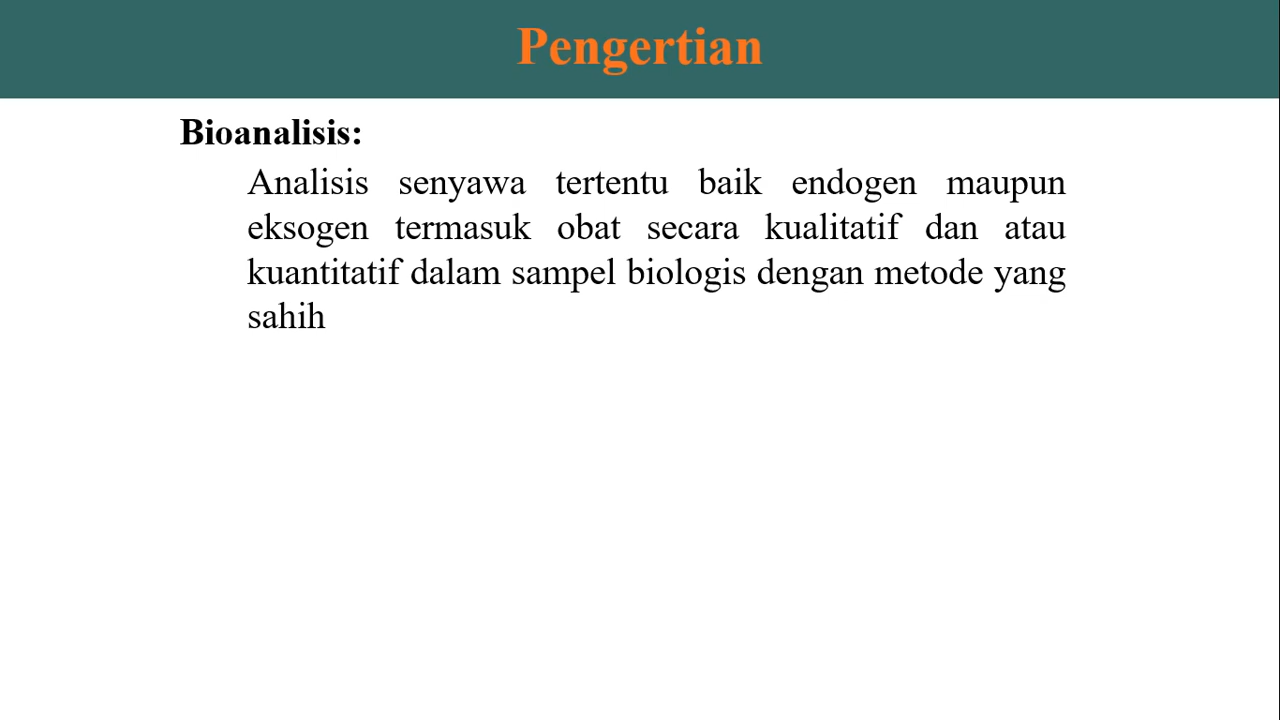 Pengertian
Bioanalisis:
Analisis senyawa tertentu baik endogen maupun
eksogen termasuk obat secara kualitatif dan atau
kuantitatif dalam sampel biologis dengan metode yang
sahih